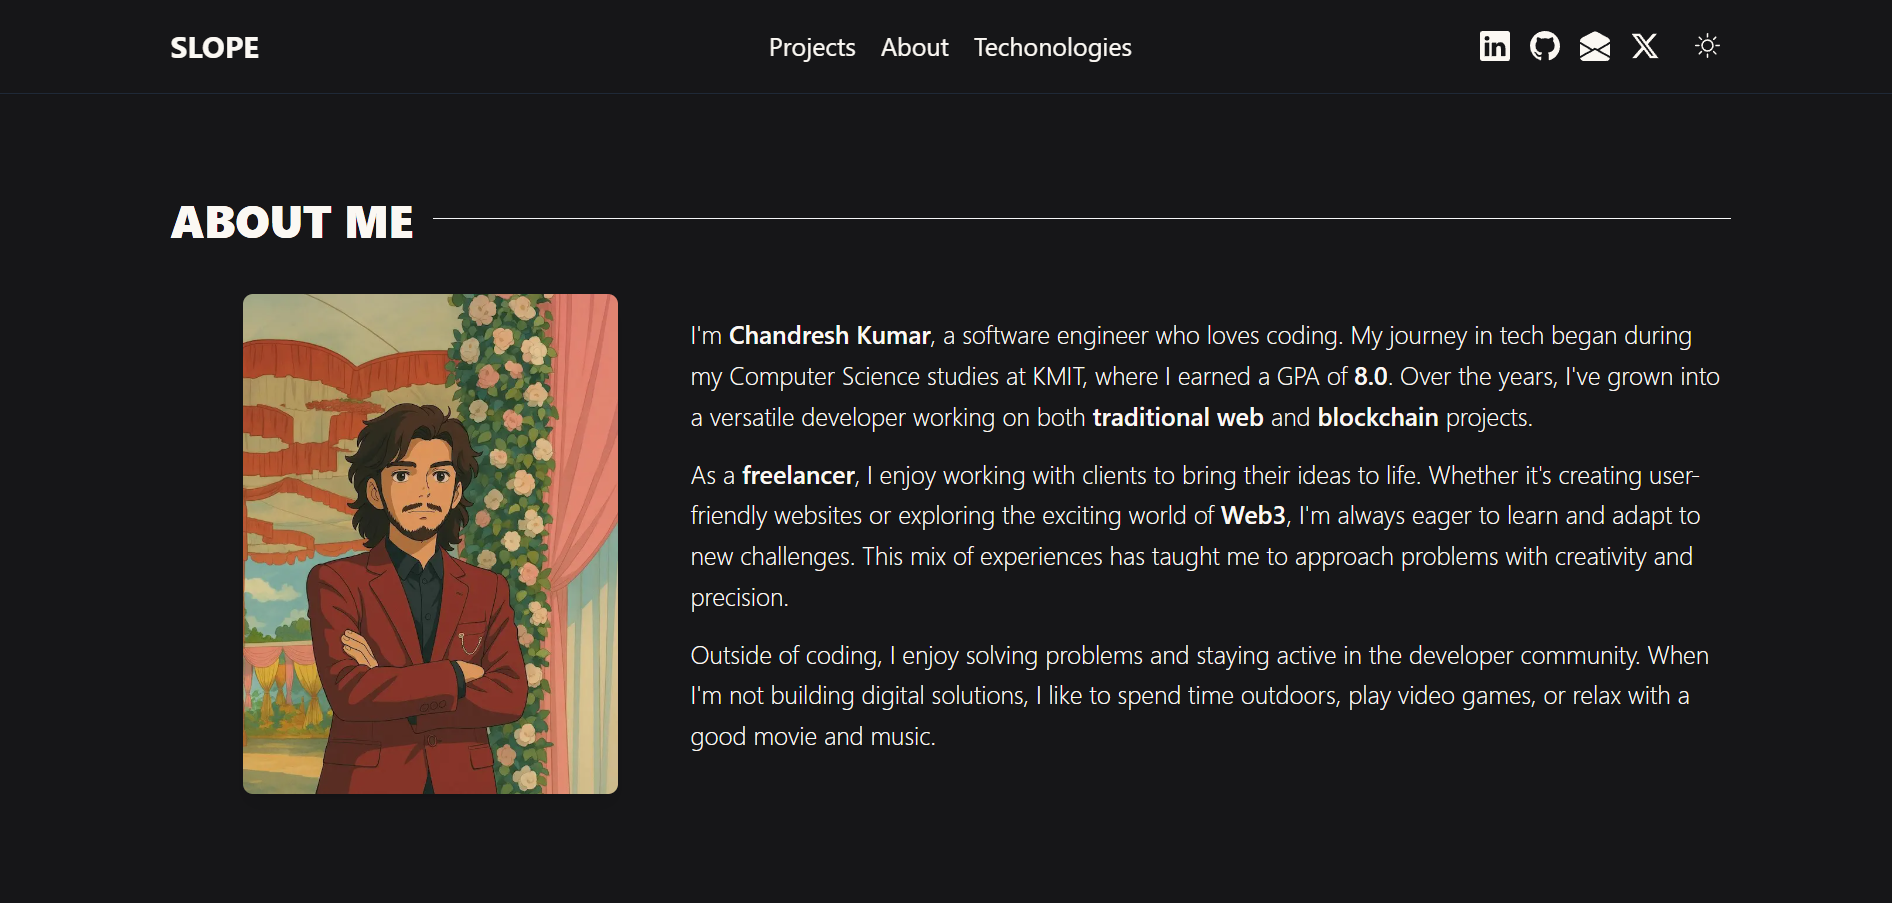 SLOPE
Projects About Techonologies
ABOUT ME
I'm Chandresh Kumar, a software engineer who loves coding. My journey in tech began during
my Computer Science studies at KMIT, where I earned a GPA of 8.0. Over the years, I've grown into
a versatile developer working on both traditional web and blockchain projects.
As a freelancer, I enjoy working with clients to bring their ideas to life. Whether it's creating user-
friendly websites or exploring the exciting world of Web3, I'm always eager to learn and adapt to
new challenges. This mix of experiences has taught me to approach problems with creativity and
precision.
Outside of coding, I enjoy solving problems and staying active in the developer community. When
I'm not building digital solutions, I like to spend time outdoors, play video games, or relax with a
good movie and music.